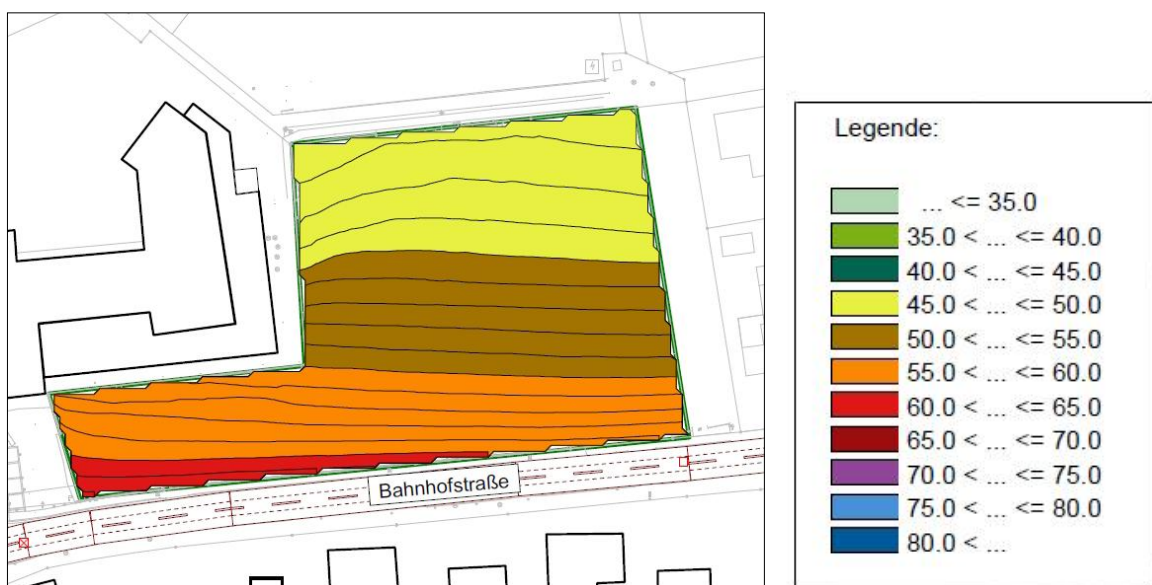 Bahnhofstraße
Legende:
... <= 35.0
35.0 < ... <= 40.0
40.0 < ... <= 45.0
45.0 < ... <= 50.0
50.0 < ... <= 55.0
55.0 < ... <= 60.0
60.0 < ... <= 65.0
65.0 < ... <= 70.0
70.0 < ... <= 75.0
75.0 < ... <= 80.0
80.0 < ...